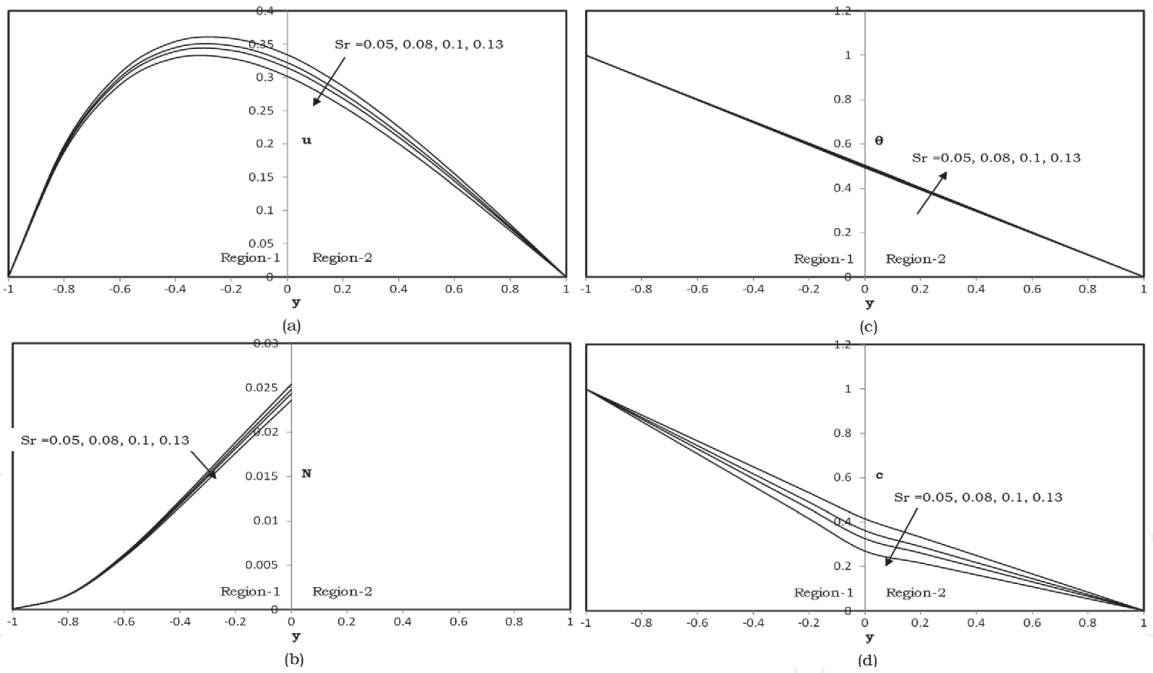 0.4
0.35
0.3
0.25
0.2
0.15
0.1
0.05
0
Sr =0.05, 0.08, 0.1, 0.13
u
Region-1 Region-2
-1 -0.8 -0.6 -0.4 -0.2 0 0.2 0.4 0.6 0.8 1
y
(a)
1.2
1
0.8
0.6
0.4
0.2
0
θ
Sr =0.05, 0.08, 0.1, 0.13
Region-1 Region-2
-1 -0.8 -0.6 -0.4 -0.2 0 0.2 0.4 0.6 0.8 1
y
(c)
0.03
0.025
0.02
0.015
0.01
0.005
0
Sr =0.05, 0.08, 0.1, 0.13
N
Region-1 Region-2
-1 -0.8 -0.6 -0.4 -0.2 0 0.2 0.4 0.6 0.8 1
y
(b)
1.2
1
0.8
0.6
0.4
0.2
0
c
Sr =0.05, 0.08, 0.1, 0.13
Region-1 Region-2
-1 -0.8 -0.6 -0.4 -0.2 0 0.2 0.4 0.6 0.8 1
y
(d)